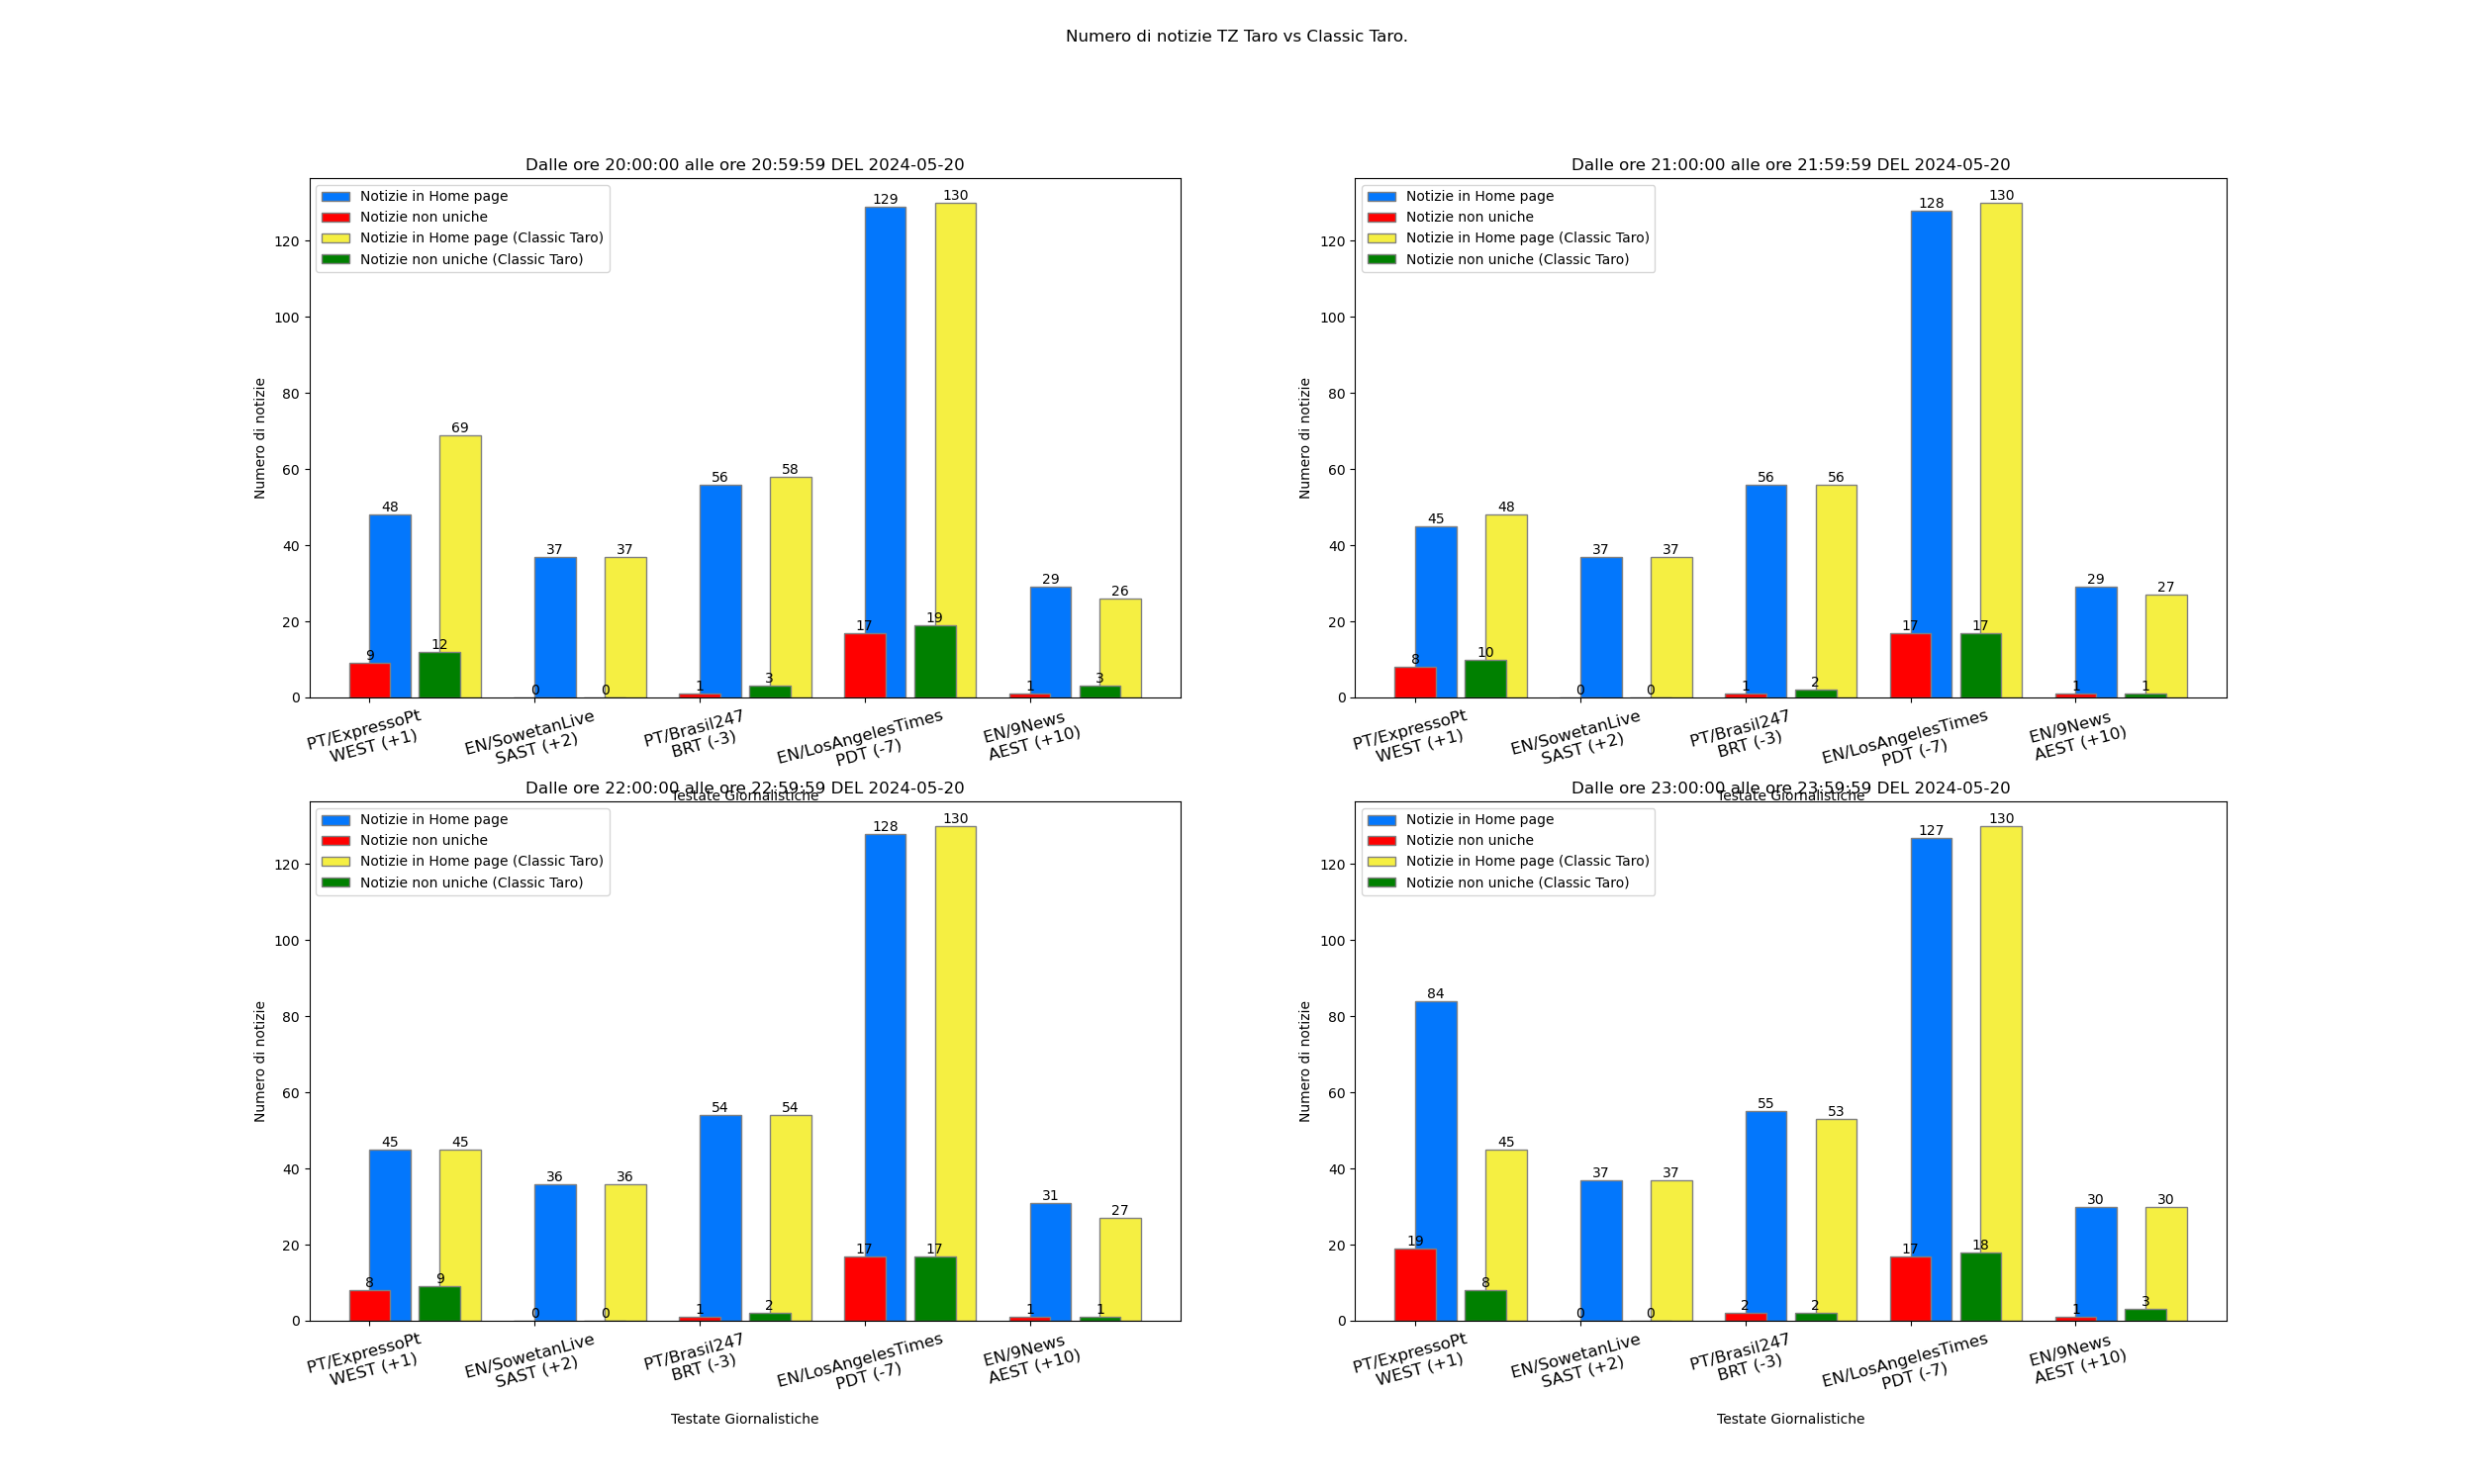 Numero di notizie TZ Taro vs Classic Taro.
Dalle ore 20:00:00 alle ore 20:59:59 DEL 2024-05-20
Notizie in Home page
Notizie non uniche
Notizie in Home page (Classic Taro)
Notizie non uniche (Classic Taro)
Numero di notizie
120
100
80
60
40
20
0
9
48
12
69
0
37
0
37
1
56
3
58
17
129
19
130
1
29
3
26
PT/ExpressoPt
WEST (+1)
EN/SowetanLive
SAST (+2)
PT/Brasil247
BRT (-3)
EN/LosAngelesTimes
PDT (-7)
EN/9News
AEST (+10)
Testate Giornalistiche
Dalle ore 21:00:00 alle ore 21:59:59 DEL 2024-05-20
Notizie in Home page
Notizie non uniche
Notizie in Home page (Classic Taro)
Notizie non uniche (Classic Taro)
Numero di notizie
120
100
80
60
40
20
0
8
45
10
48
0
37
0
37
1
56
2
56
17
128
17
130
1
29
1
27
PT/ExpressoPt
WEST (+1)
EN/SowetanLive
SAST (+2)
PT/Brasil247
BRT (-3)
EN/LosAngelesTimes
PDT (-7)
EN/9News
AEST (+10)
Testate Giornalistiche
Dalle ore 22:00:00 alle ore 22:59:59 DEL 2024-05-20
Notizie in Home page
Notizie non uniche
Notizie in Home page (Classic Taro)
Notizie non uniche (Classic Taro)
Numero di notizie
120
100
80
60
40
20
0
8
45
9
45
0
36
0
36
1
54
2
54
17
128
17
130
1
31
1
27
PT/ExpressoPt
WEST (+1)
EN/SowetanLive
SAST (+2)
PT/Brasil247
BRT (-3)
EN/LosAngelesTimes
PDT (-7)
EN/9News
AEST (+10)
Testate Giornalistiche
Dalle ore 23:00:00 alle ore 23:59:59 DEL 2024-05-20
Notizie in Home page
Notizie non uniche
Notizie in Home page (Classic Taro)
Notizie non uniche (Classic Taro)
Numero di notizie
120
100
80
60
40
20
0
19
84
8
45
0
37
0
37
2
55
2
53
17
127
18
130
1
30
3
30
PT/ExpressoPt
WEST (+1)
EN/SowetanLive
SAST (+2)
PT/Brasil247
BRT (-3)
EN/LosAngelesTimes
PDT (-7)
EN/9News
AEST (+10)
Testate Giornalistiche